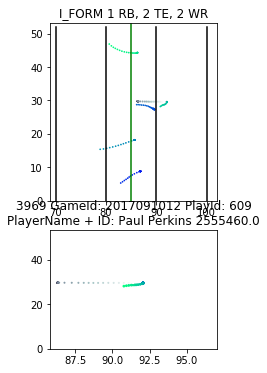 I_FORM 1 RB, 2 TE, 2 WR
50
40
30
20
10
0
70 80 90 100
3969 GameId: 2017091012 PlayId: 609
PlayerName + ID: Paul Perkins 2555460.0
40
20
0
87.5 90.0 92.5 95.0